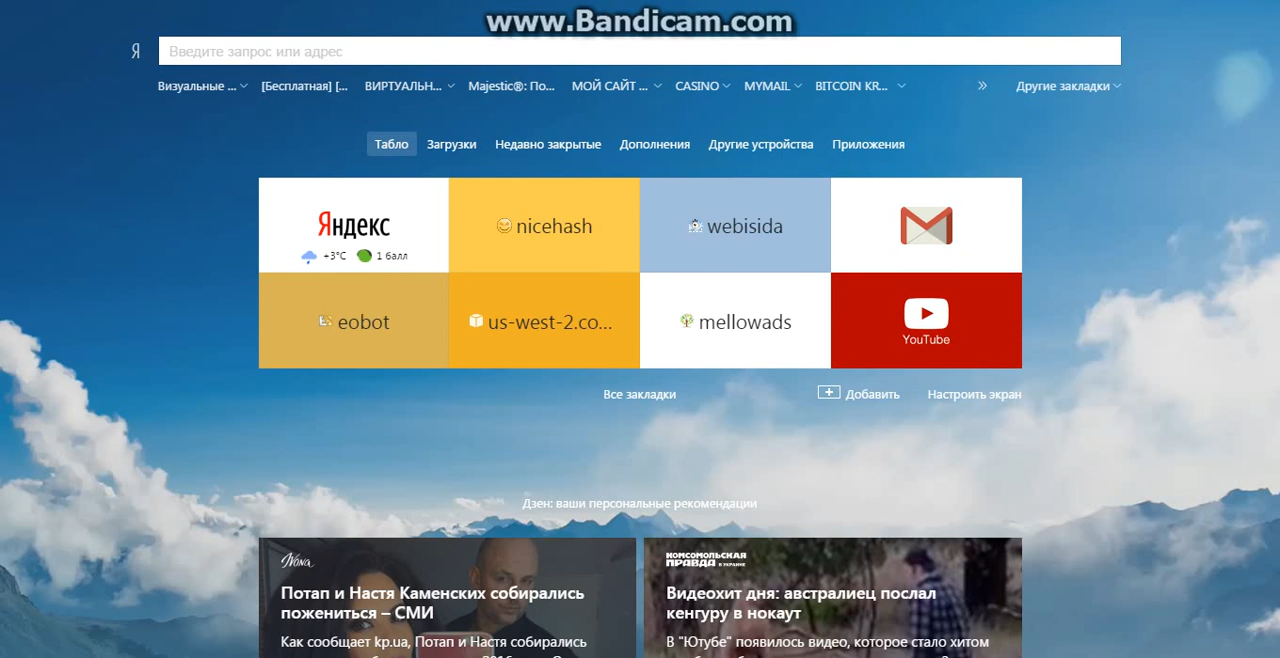 www.Bandicam.com
Я
Введите запрос или адрес
Визуальные ... [Бесплатная] [... ВИРТУАЛЬН... Majestic®: По... МОЙ САЙТ ... CASINO MYMAIL BITCOIN KR... » Другие закладки
Табло Загрузки Недавно закрытые Дополнения Другие устройства Приложения
Яндекс
+3°C 1 балл
nicehash
webisida
eobot
us-west-2.co...
mellowads
YouTube
Все закладки Добавить Настроить экран
Дзен: ваши персональные рекомендации
Nona
Потап и Настя Каменских собирались
пожениться – СМИ
Как сообщает kp.ua, Потап и Настя собирались
КОМСОМОЛЬСКАЯ
ПРАВДА В УКРАИНЕ
Видеохит дня: австралиец послал
кенгуру в нокаут
В "Ютубе" появилось видео, которое стало хитом